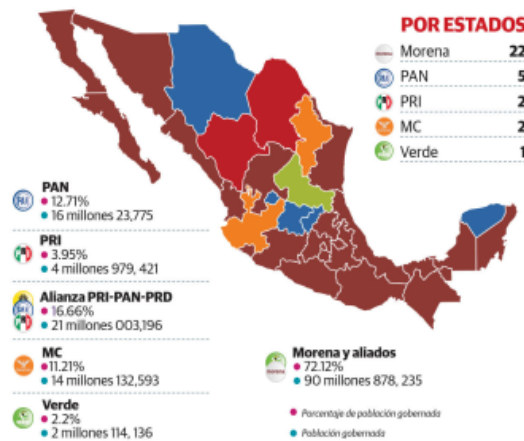 POR ESTADOS
Morena 22
PAN 5
PRI 2
MC 2
Verde 1
PAN
12.71%
16 millones 23,775
PRI
3.95%
4 millones 979, 421
Alianza PRI-PAN-PRD
16.66%
21 millones 003,196
MC
11.21%
14 millones 132,593
Verde
2.2%
2 millones 114, 136
Morena y aliados
72.12%
90 millones 878, 235
Porcentaje de población gobernada
Población gobernada